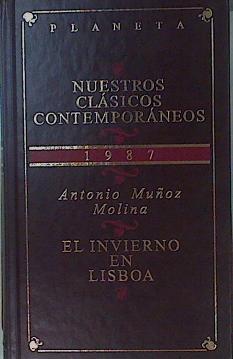 PLANETA
NUESTROS
CLÁSICOS
CONTEMPORÁNEOS
1987
Antonio Muñoz
Molina
EL INVIERNO
EN
LISBOA